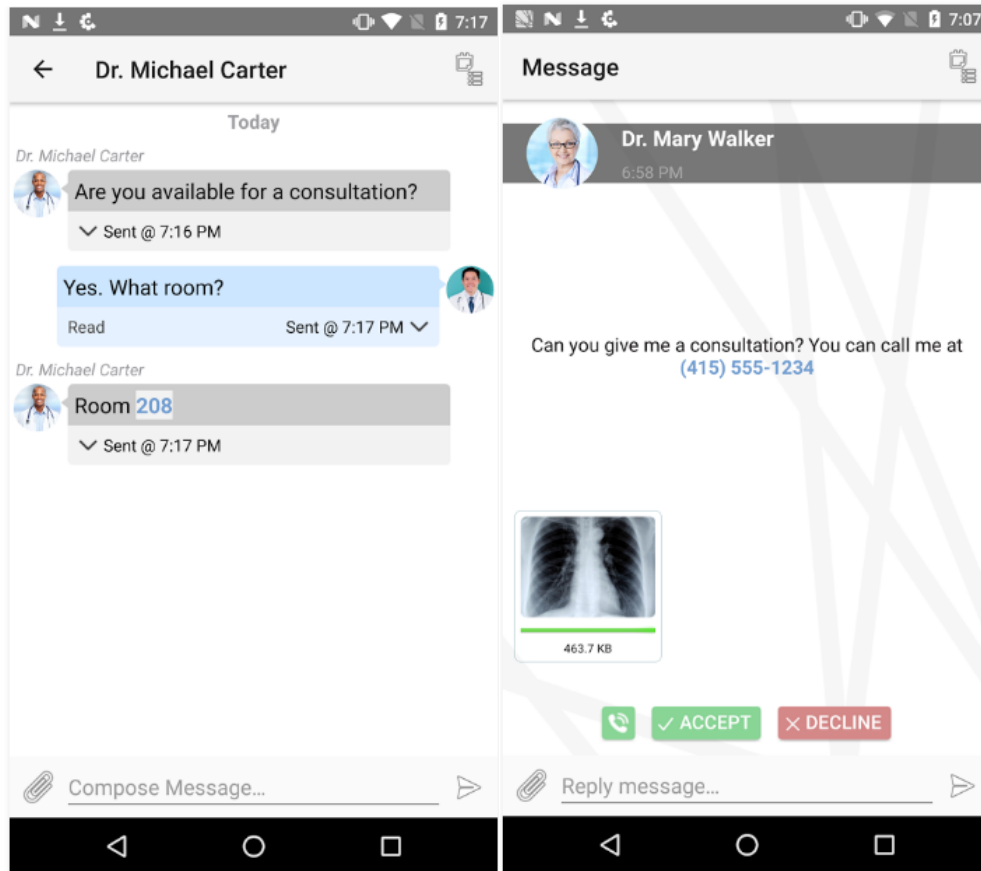 7:17
Dr. Michael Carter
Today
Dr. Michael Carter
Are you available for a consultation?
Sent @ 7:16 PM
Yes. What room?
Read Sent @ 7:17 PM
Dr. Michael Carter
Room 208
Sent @ 7:17 PM
Compose Message...
7:07
Message
Dr. Mary Walker
6:58 PM
Can you give me a consultation? You can call me at
(415) 555-1234
463.7 KB
ACCEPT DECLINE
Reply message...